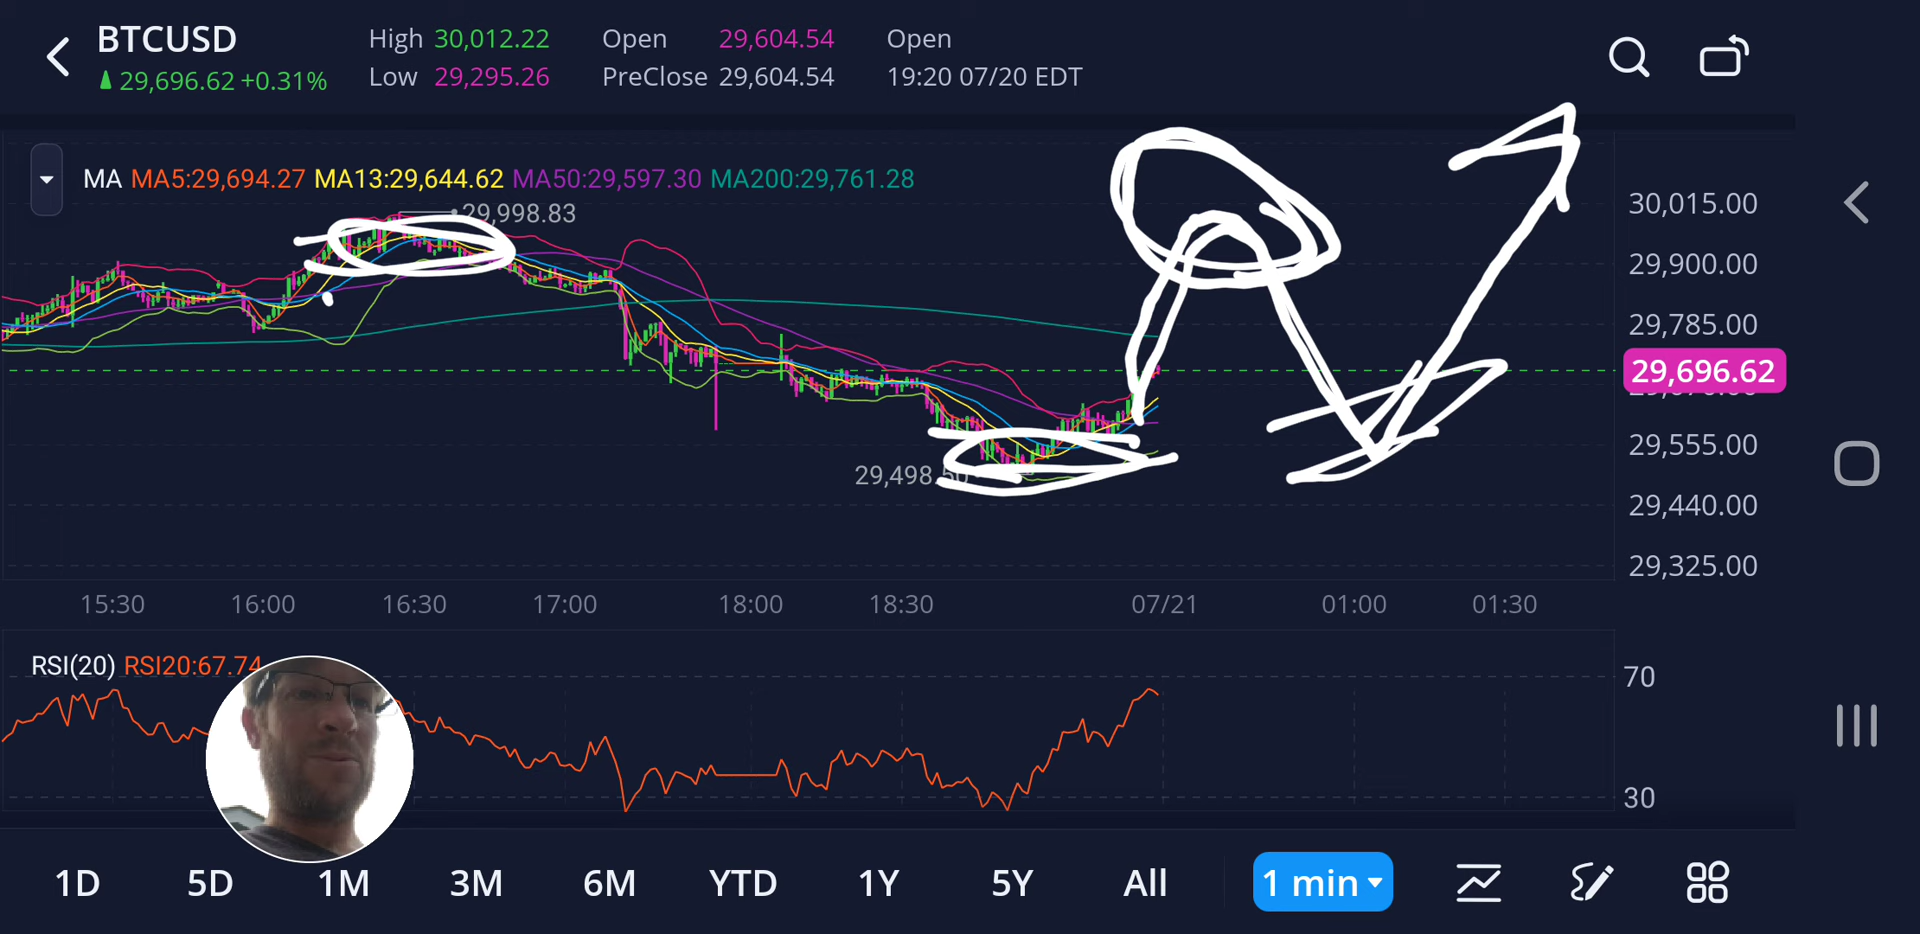 BTCUSD
29,696.62 +0.31%
High 30,012.22
Low 29,295.26
Open 29,604.54
PreClose 29,604.54
Open
19:20 07/20 EDT
MA MA5:29,694.27 MA13:29,644.62 MA50:29,597.30 MA200:29,761.28
29,998.83
30,015.00
29,900.00
29,785.00
29,696.62
29,555.00
29,498.50
29,440.00
29,325.00
15:30 16:00 16:30 17:00 18:00 18:30 07/21 01:00 01:30
RSI(20) RSI20:67.74
70
30
1D 5D 1M 3M 6M YTD 1Y 5Y All 1 min